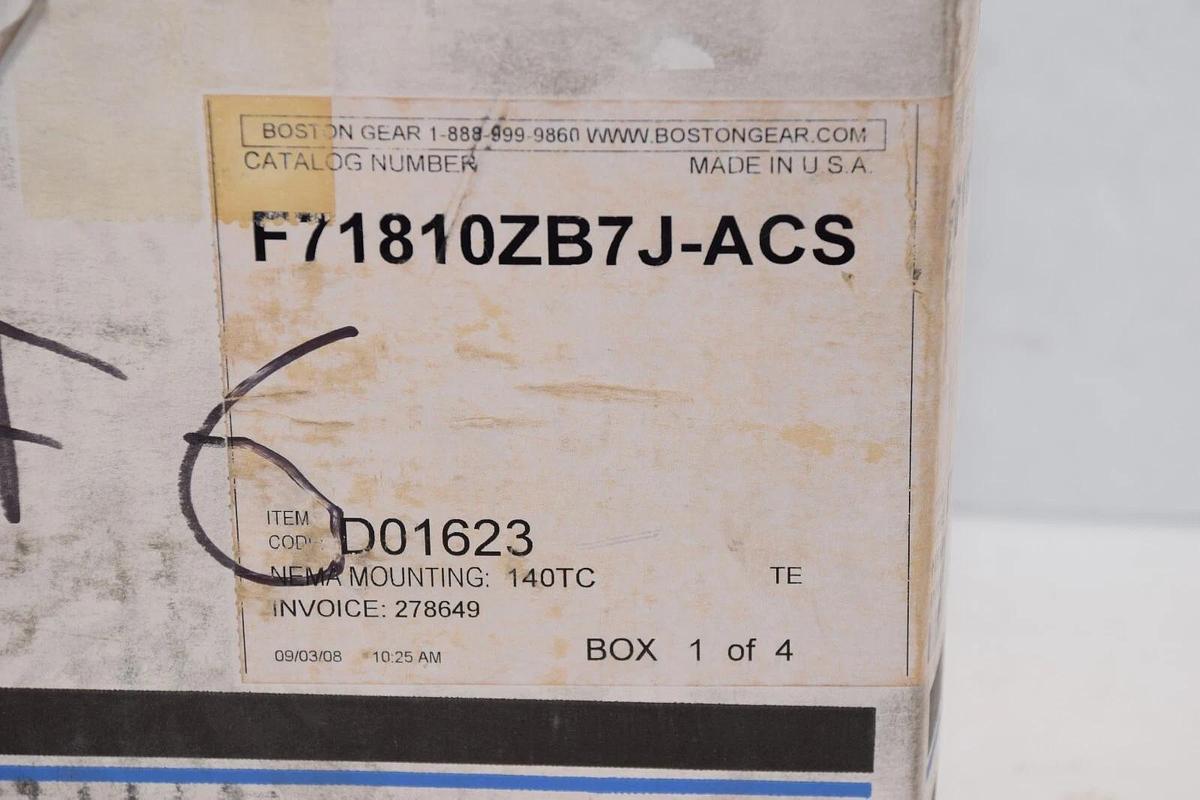 BOSTON GEAR 1-888-999-9860 WWW.BOSTONGEAR.COM
CATALOG NUMBER MADE IN U.S.A.
F71810ZB7J-ACS
6
ITEM
CODE: D01623
NEMA MOUNTING: 140TC TE
INVOICE: 278649
09/03/08 10:25 AM BOX 1 of 4